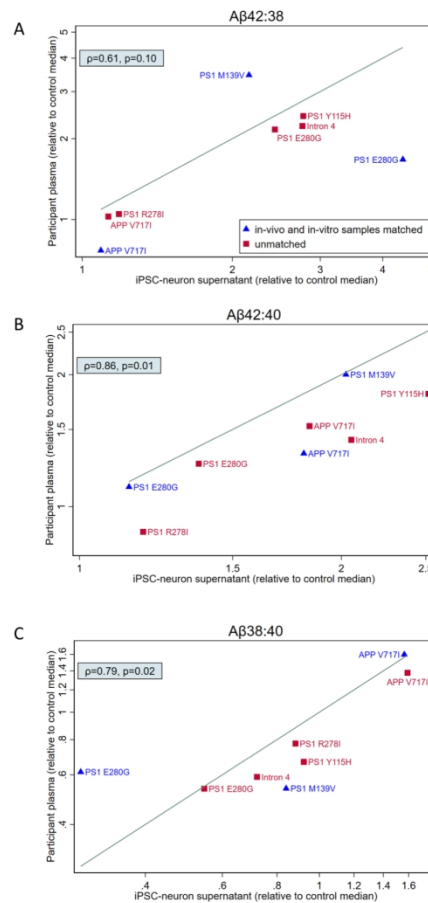 A
Aβ42:38
Participant plasma (relative to control median)
5
4
3
2
1
ρ=0.61, p=0.10
PS1 M139V
PS1 Y115H
Intron 4
PS1 E280G
PS1 E280G
PS1 R278I
APP V717I
APP V717I
in-vivo and in-vitro samples matched
unmatched
1
2
3
4
iPSC-neuron supernatant (relative to control median)
B
Aβ42:40
Participant plasma (relative to control median)
2.5
2
1.5
1
ρ=0.86, p=0.01
PS1 M139V
PS1 Y115H
APP V717I
Intron 4
APP V717I
PS1 E280G
PS1 E280G
PS1 R278I
1
1.5
2
2.5
iPSC-neuron supernatant (relative to control median)
C
Aβ38:40
Participant plasma (relative to control median)
1.6
1.4
1.2
1
.8
.6
.4
ρ=0.79, p=0.02
APP V717I
APP V717I
PS1 R278I
PS1 Y115H
PS1 E280G
Intron 4
PS1 E280G
PS1 M139V
.4
.6
.8
1
1.2
1.4
1.6
iPSC-neuron supernatant (relative to control median)